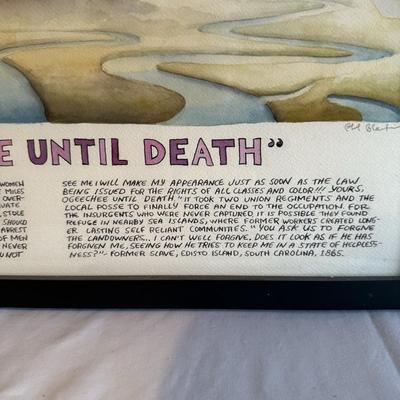 E UNTIL DEATH"
WOMEN
MILES
OVER-
UATE
STOLE
SHOULD
ARREST
OF MEN
NEVER
U NOT
SEE ME I WILL MAKE MY APPEARANCE JUST AS SOON AS THE LAW
BEING ISSUED FOR THE RIGHTS OF ALL CLASSES AND COLOR!!! YOURS,
OGEECHEE UNTIL DEATH." IT TOOK TWO UNION REGIMENTS AND THE
LOCAL POSSE TO FINALLY FORCE AN END TO THE OCCUPATION. FOR
THE INSURGENTS WHO WERE NEVER CAPTURED, IT IS POSSIBLE THEY FOUND
REFUGE IN NEARBY SEA ISLANDS, WHERE FORMER WORKERS CREATED LONG-
ER LASTING SELF RELIANT COMMUNITIES. "YOU ASK US TO FORGIVE
THE LANDOWNERS... I CAN'T WELL FORGIVE. DOES IT LOOK AS IF HE HAS
FORGIVEN ME, SEEING HOW HE TRIES TO KEEP ME IN A STATE OF HELPLESS-
NESS?"- FORMER SLAVE, EDISTO ISLAND, SOUTH CAROLINA, 1865.